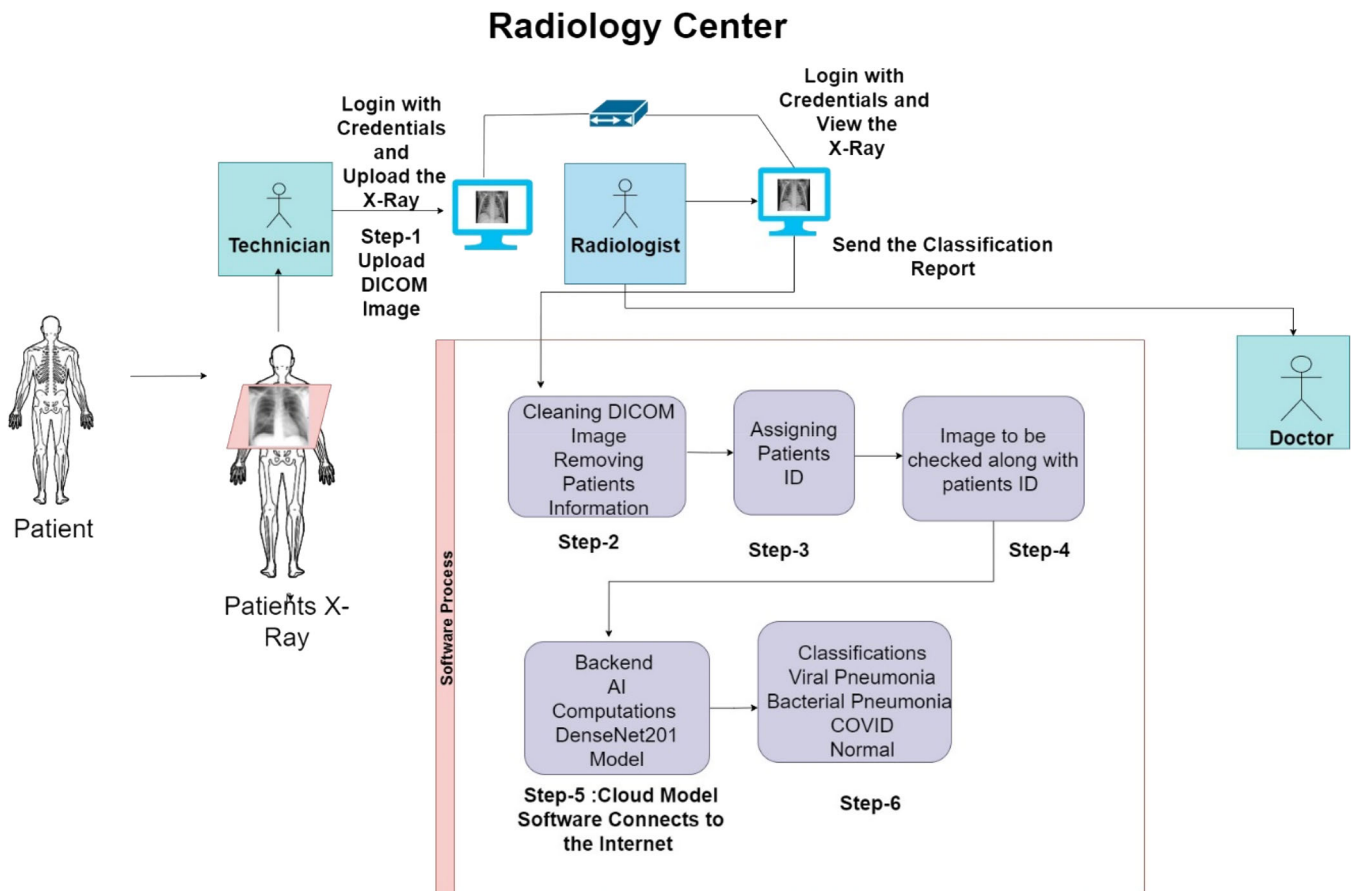 Radiology Center
Login with
Credentials
and
Upload the
X-Ray
Login with
Credentials and
View the
X-Ray
Technician
Step-1
Upload
DICOM
Image
Radiologist
Send the Classification
Report
Doctor
Patient
Patients X-
Ray
Software Process
Cleaning DICOM
Image
Removing
Patients
Information
Step-2
Assigning
Patients
ID
Step-3
Image to be
checked along with
patients ID
Step-4
Backend
AI
Computations
DenseNet201
Model
Step-5 :Cloud Model
Software Connects to
the Internet
Classifications
Viral Pneumonia
Bacterial Pneumonia
COVID
Normal
Step-6